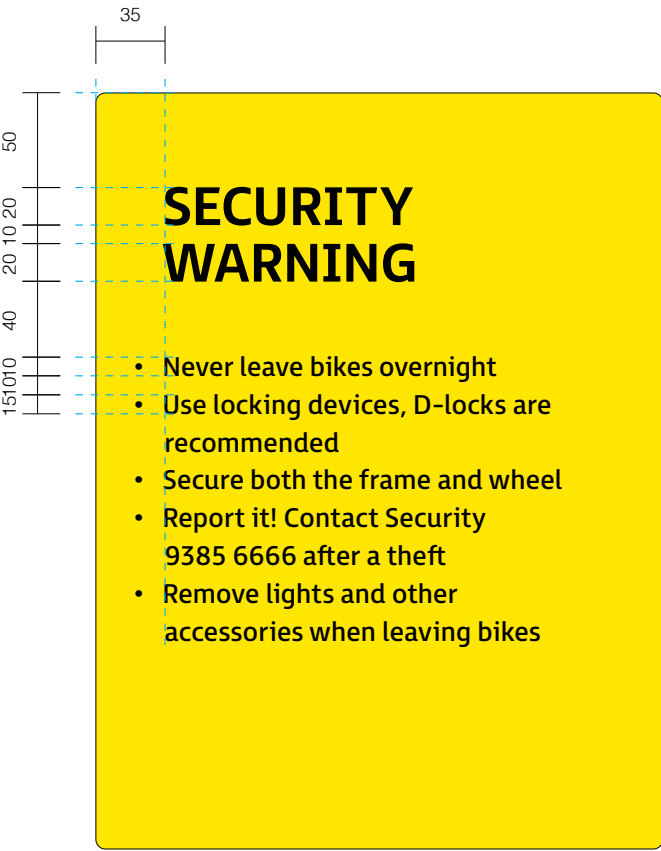 35
50
20
10
20
40
10
10
15
SECURITY
WARNING
• Never leave bikes overnight
• Use locking devices, D-locks are
recommended
• Secure both the frame and wheel
• Report it! Contact Security
9385 6666 after a theft
• Remove lights and other
accessories when leaving bikes